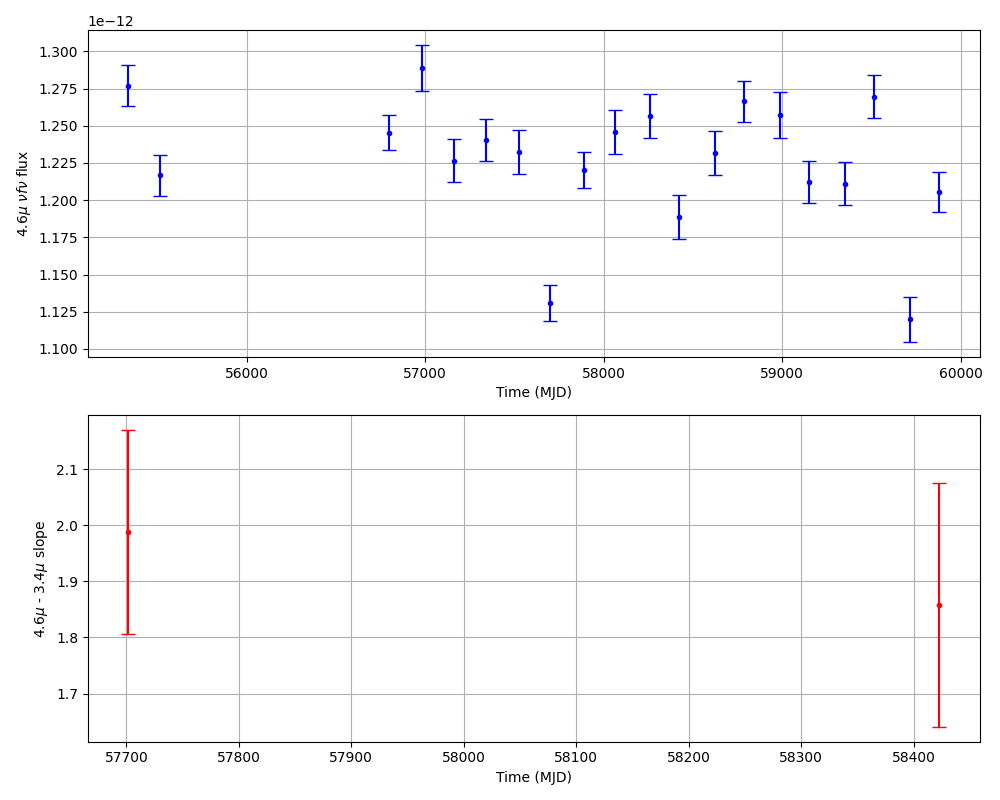 1e−12
1.300
1.275
1.250
1.225
1.200
1.175
1.150
1.125
1.100
4.6μ νfν flux
56000 57000 58000 59000 60000
Time (MJD)
2.1
2.0
1.9
1.8
1.7
4.6μ - 3.4μ slope
57700 57800 57900 58000 58100 58200 58300 58400
Time (MJD)